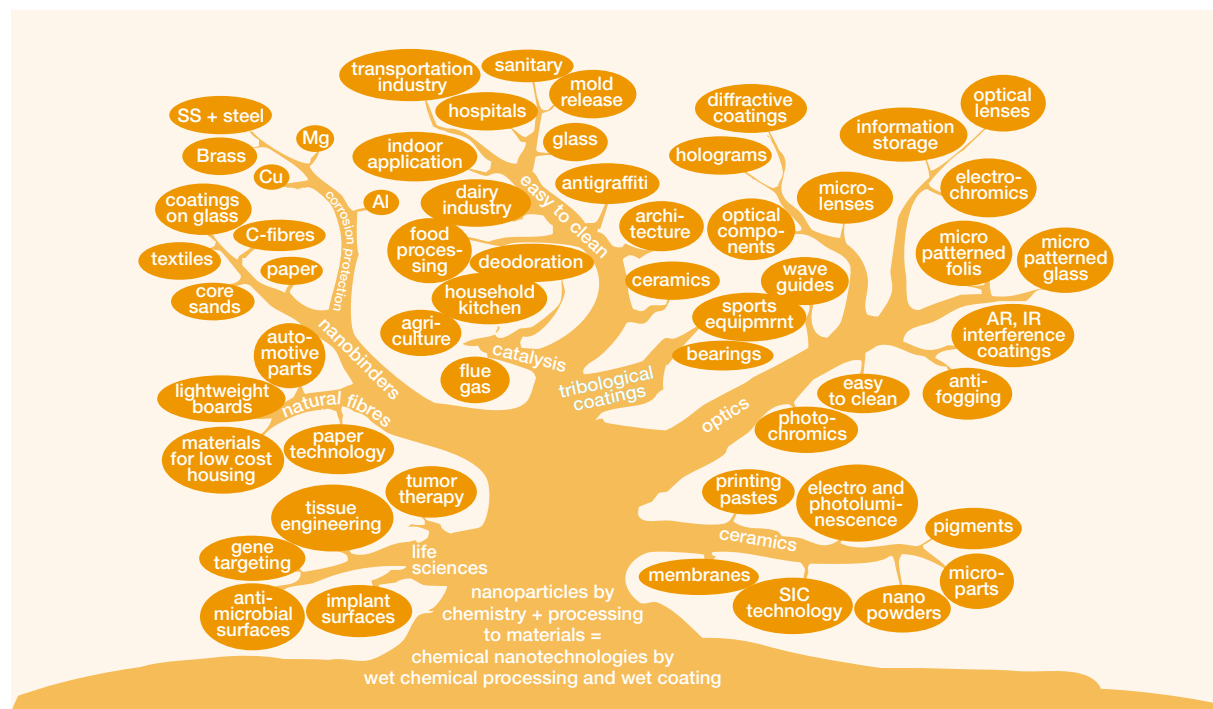 transportation
industry
sanitary
mold
release
hospitals
glass
indoor
application
dairy
industry
food
proces-
sing
easy to clean
antigraffiti
archi-
tecture
ceramics
SS + steel
Mg
Brass
Cu
Al
corrosion protection
coatings
on glass
C-fibres
textiles
paper
core
sands
nanobinders
deodoration
household
kitchen
agri-
culture
flue
gas
catalysis
tribological
coatings
sports
equipmrnt
bearings
auto-
motive
parts
lightweight
boards
natural fibres
materials
for low cost
housing
paper
technology
diffractive
coatings
holograms
micro-
lenses
optical
compo-
nents
wave
guides
information
storage
optical
lenses
electro-
chromics
micro
patterned
folis
micro
patterned
glass
AR, IR
interference
coatings
anti-
fogging
easy
to clean
photo-
chromics
optics
tumor
therapy
tissue
engineering
gene
targeting
life
sciences
anti-
microbial
surfaces
implant
surfaces
printing
pastes
electro and
photolumi-
nescence
pigments
ceramics
membranes
SIC
technology
nano
powders
micro-
parts
nanoparticles by
chemistry + processing
to materials =
chemical nanotechnologies by
wet chemical processing and wet coating